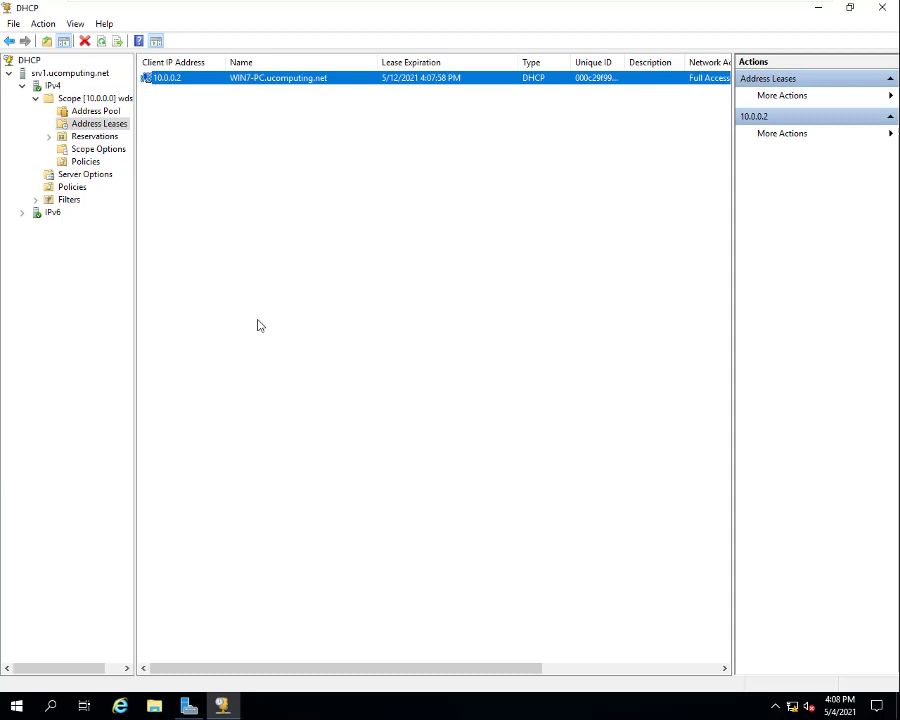 DHCP
File Action View Help
DHCP
srv1.ucomputing.net
IPv4
Scope [10.0.0.0] wds
Address Pool
Address Leases
Reservations
Scope Options
Policies
Server Options
Policies
Filters
IPv6
Client IP Address Name Lease Expiration Type Unique ID Description Network Ac
10.0.0.2 WIN7-PC.ucomputing.net 5/12/2021 4:07:58 PM DHCP 000c29f99... Full Access
Actions
Address Leases
More Actions
10.0.0.2
More Actions
4:08 PM
5/4/2021